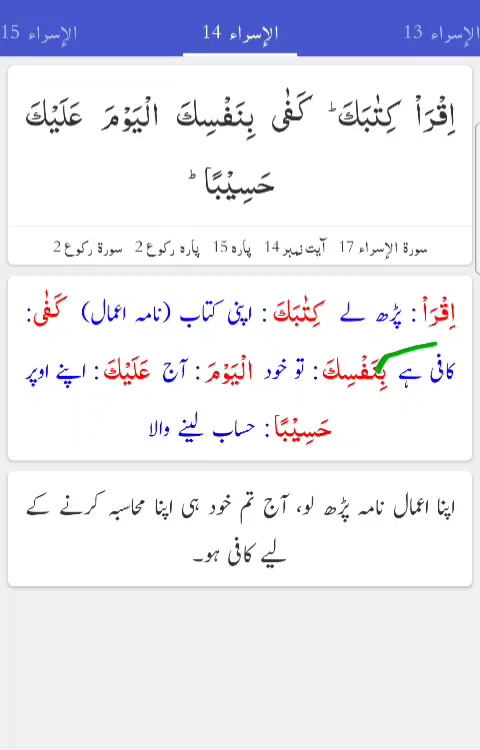 الإسراء 13 الإسراء 14 الإسراء 15
اِقْرَاْ كِتٰبَكَ ؕ كَفٰى بِنَفْسِكَ الْيَوْمَ عَلَيْكَ
حَسِيْبًا ؕ
سورۃ الإسراء 17 آیت نمبر 14 پارہ 15 پارہ رکوع 2 سورۃ رکوع 2
اِقْرَاْ : پڑھ لے كِتٰبَكَ : اپنی کتاب (نامہ اعمال) كَفٰى :
کافی ہے بِنَفْسِكَ : تو خود الْيَوْمَ : آج عَلَيْكَ : اپنے اوپر
حَسِيْبًا : حساب لینے والا
اپنا اعمال نامہ پڑھ لو، آج تم خود ہی اپنا محاسبہ کرنے کے
لیے کافی ہو۔